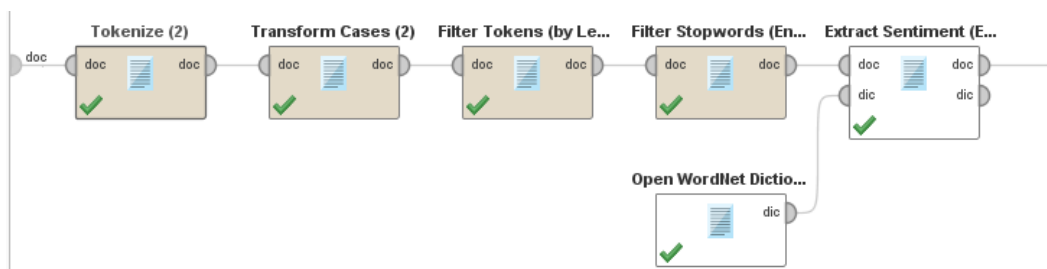 Tokenize (2)
Transform Cases (2)
Filter Tokens (by Le...
Filter Stopwords (En...
Extract Sentiment (E...
doc
doc doc
doc doc
doc doc
doc doc
doc doc
dic dic
Open WordNet Dictio...
dic